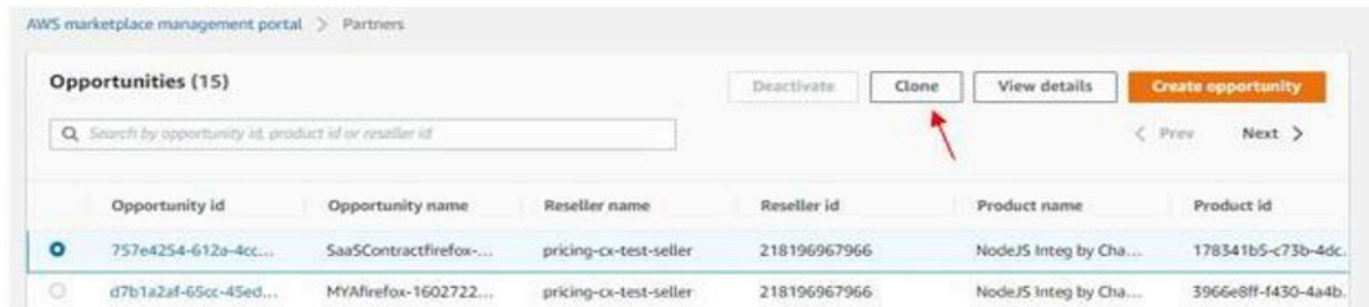 AWS marketplace management portal > Partners
Opportunities (15)
Deactivate Clone View details Create opportunity
Search by opportunity id, product id or reseller id
< Prev Next >
Opportunity id Opportunity name Reseller name Reseller id Product name Product id
757e4254-612a-4cc... SaaSContractfirefox-... pricing-cx-test-seller 218196967966 NodeJS Integ by Cha... 178341b5-c73b-4dc.
d7b1a2af-65cc-45ed... MYAfirefox-1602722... pricing-cx-test-seller 218196967966 NodeJS Integ by Cha... 3966e8ff-f430-4a4b.